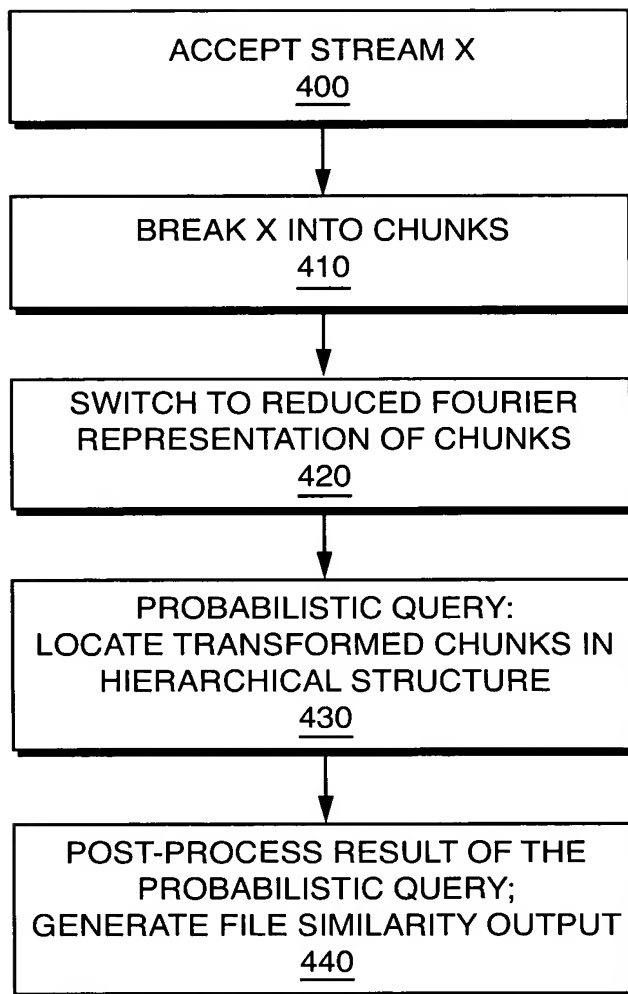 ACCEPT STREAM X
400
BREAK X INTO CHUNKS
410
SWITCH TO REDUCED FOURIER
REPRESENTATION OF CHUNKS
420
PROBABILISTIC QUERY:
LOCATE TRANSFORMED CHUNKS IN
HIERARCHICAL STRUCTURE
430
POST-PROCESS RESULT OF THE
PROBABILISTIC QUERY;
GENERATE FILE SIMILARITY OUTPUT
440